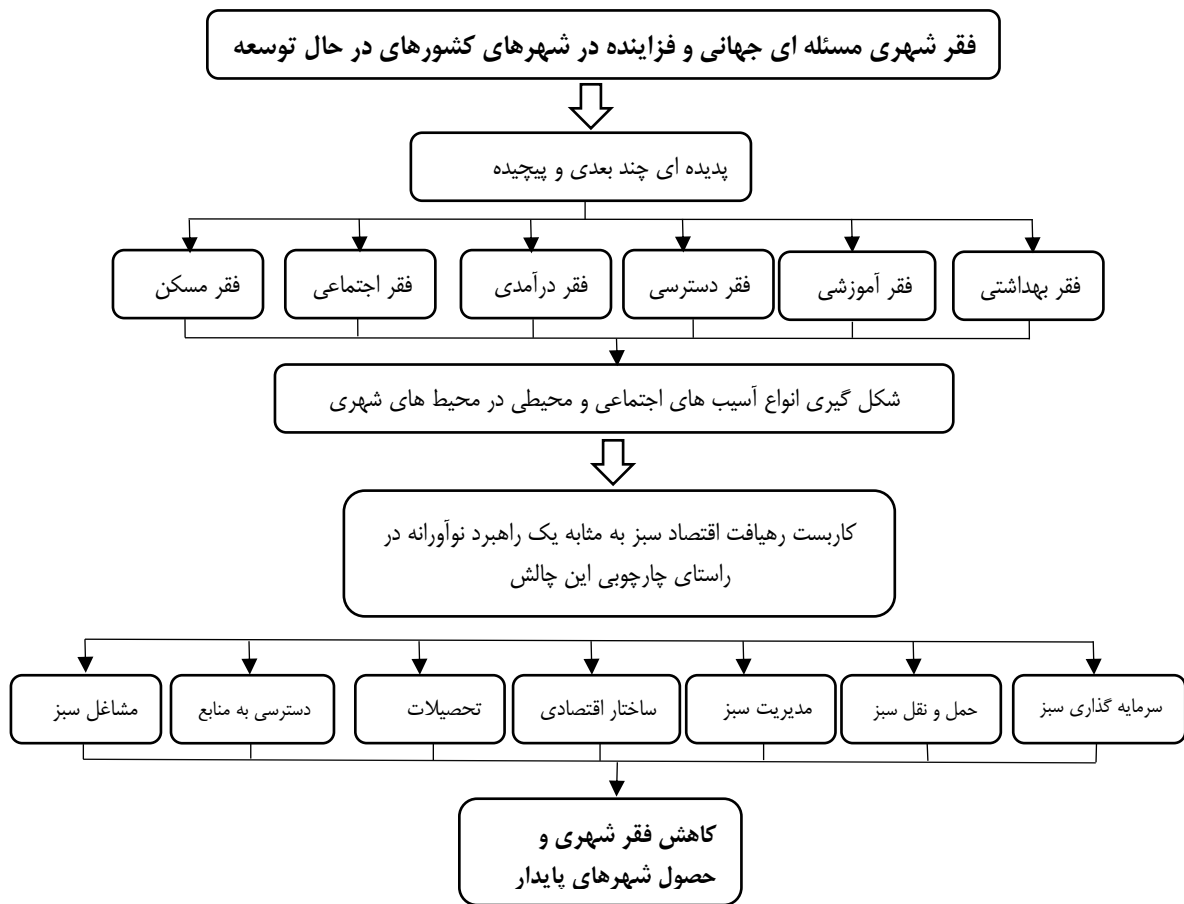 فقر شهری مسئله ای جهانی و فزاینده در شهرهای کشورهای در حال توسعه
پدیده ای چند بعدی و پیچیده
فقر بهداشتی
فقر آموزشی
فقر دسترسی
فقر درآمدی
فقر اجتماعی
فقر مسکن
شکل گیری انواع آسیب های اجتماعی و محیطی در محیط های شهری
کاربست رهیافت اقتصاد سبز به مثابه یک راهبرد نوآورانه در
راستای چارچوبی این چالش
سرمایه گذاری سبز
حمل و نقل سبز
مدیریت سبز
ساختار اقتصادی
تحصیلات
دسترسی به منابع
مشاغل سبز
کاهش فقر شهری و
حصول شهرهای پایدار